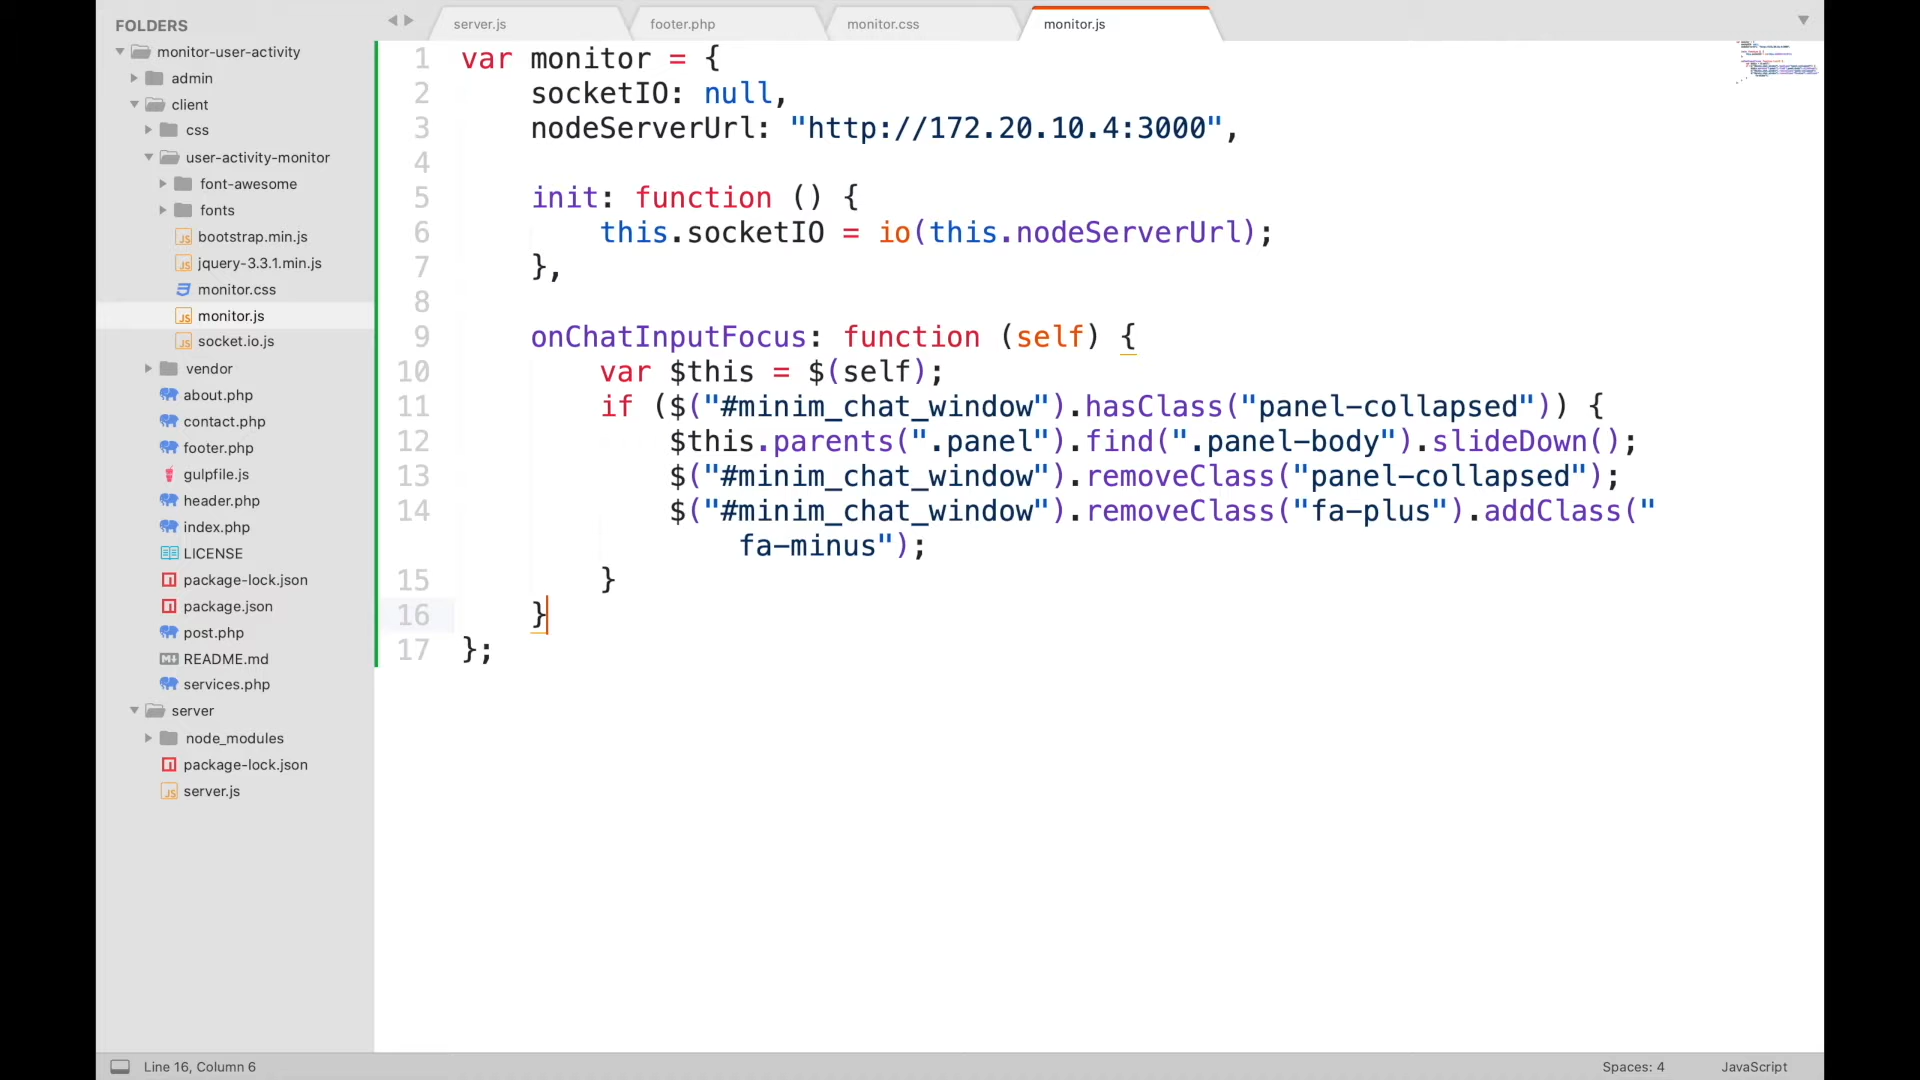 FOLDERS
monitor-user-activity
admin
client
css
user-activity-monitor
font-awesome
fonts
bootstrap.min.js
jquery-3.3.1.min.js
monitor.css
monitor.js
socket.io.js
vendor
about.php
contact.php
footer.php
gulpfile.js
header.php
index.php
LICENSE
package-lock.json
package.json
post.php
README.md
services.php
server
node_modules
package-lock.json
server.js
server.js
footer.php
monitor.css
monitor.js
1 var monitor = {
2     socketIO: null,
3     nodeServerUrl: "http://172.20.10.4:3000",
4
5     init: function () {
6         this.socketIO = io(this.nodeServerUrl);
7     },
8
9     onChatInputFocus: function (self) {
10         var $this = $(self);
11         if ($("#minim_chat_window").hasClass("panel-collapsed")) {
12             $this.parents(".panel").find(".panel-body").slideDown();
13             $("#minim_chat_window").removeClass("panel-collapsed");
14             $("#minim_chat_window").removeClass("fa-plus").addClass("
fa-minus");
15         }
16     }
17 };
Line 16, Column 6
Spaces: 4
JavaScript